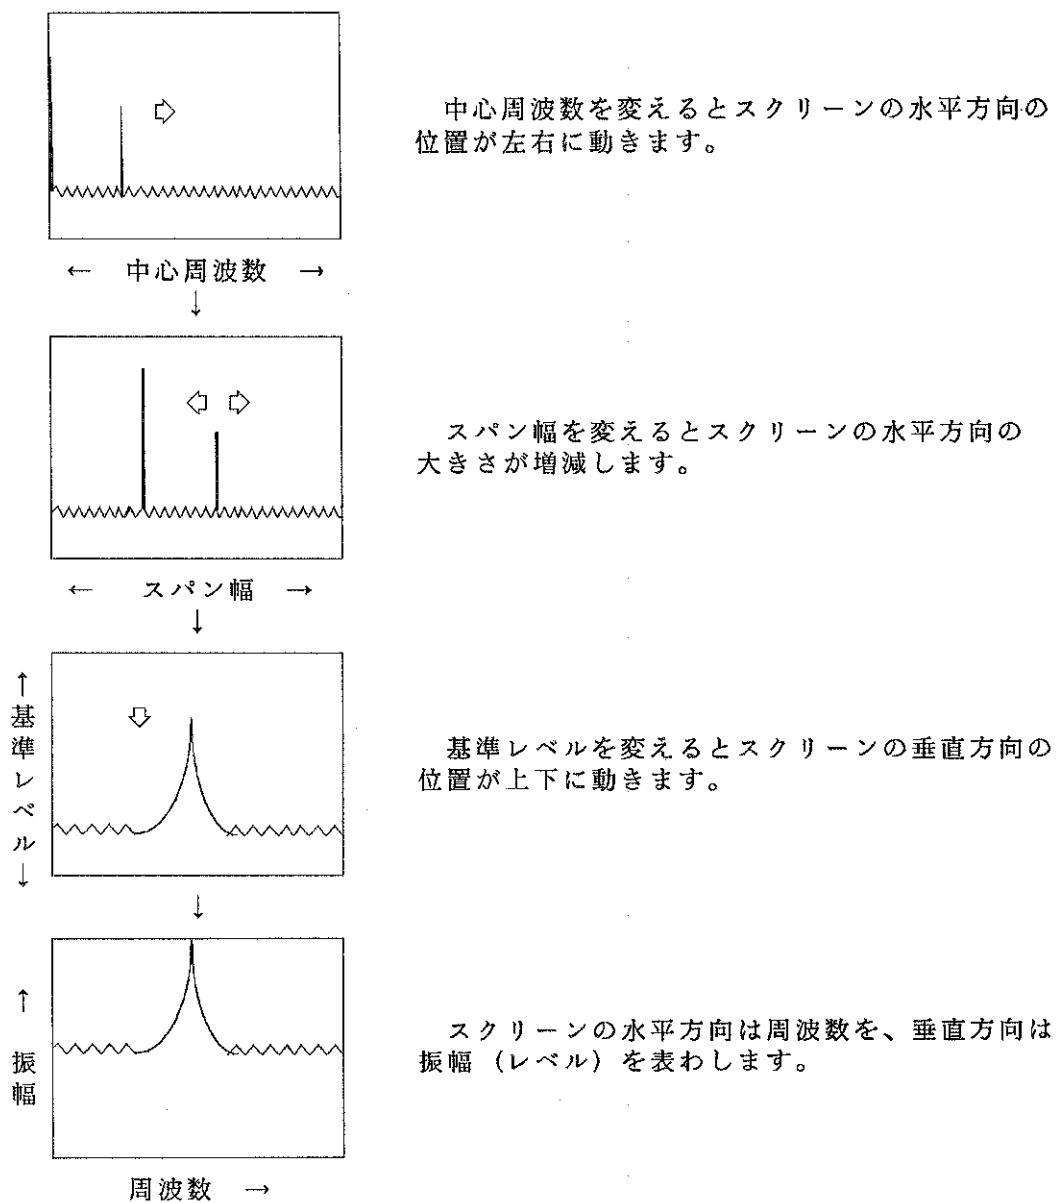 中心周波数を変えるとスクリーンの水平方向の
位置が左右に動きます。
← 中心周波数 →
↓
スパン幅を変えるとスクリーンの水平方向の
大きさが増減します。
← スパン幅 →
↓
↑基準レベル↓
基準レベルを変えるとスクリーンの垂直方向の
位置が上下に動きます。
↓
↑ 振幅
スクリーンの水平方向は周波数を、垂直方向は
振幅（レベル）を表わします。
周波数 →